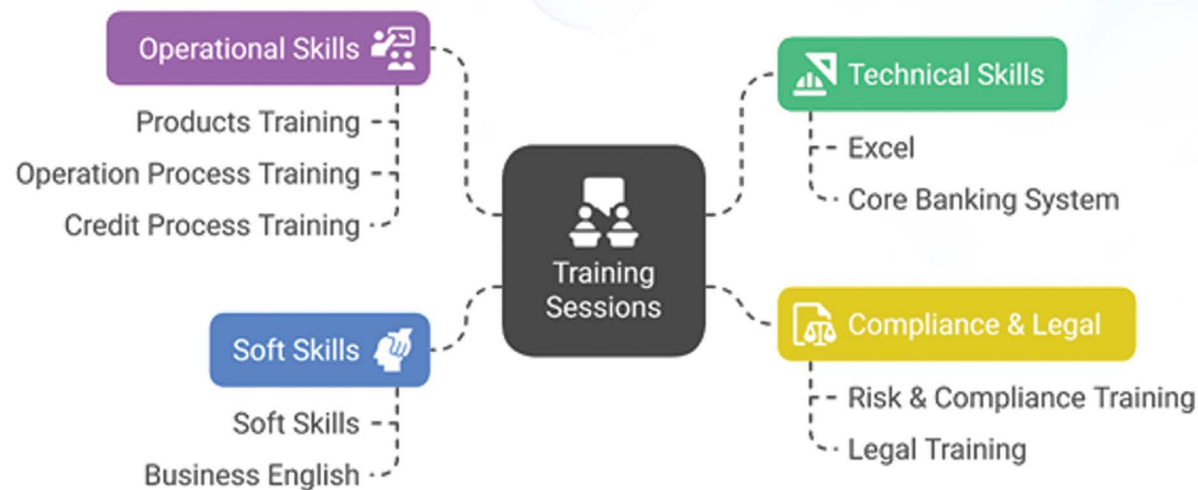 Operational Skills
Products Training
Operation Process Training
Credit Process Training
Soft Skills
Soft Skills
Business English
Training
Sessions
Technical Skills
Excel
Core Banking System
Compliance & Legal
Risk & Compliance Training
Legal Training